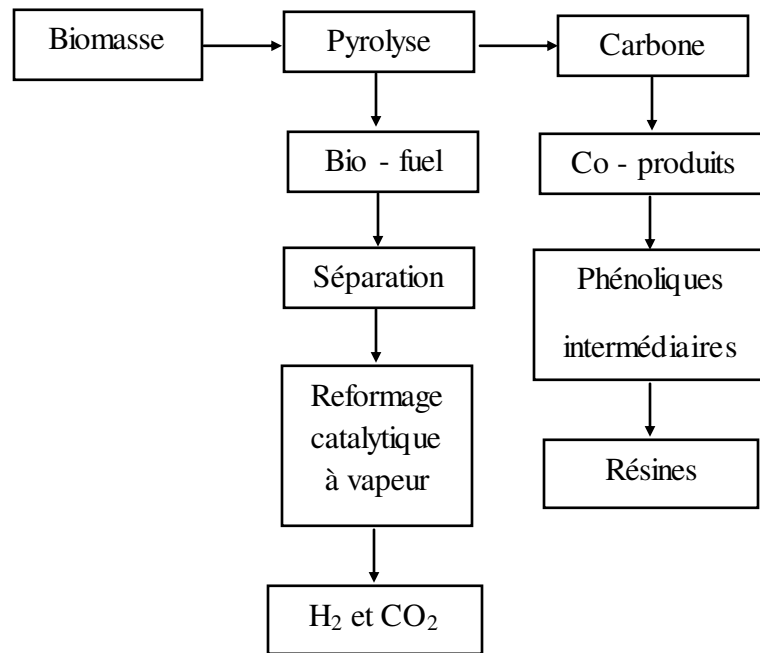 Biomasse
Pyrolyse
Carbone
Bio - fuel
Co - produits
Séparation
Phénoliques
intermédiaires
Reformage
catalytique
à vapeur
Résines
H₂ et CO₂